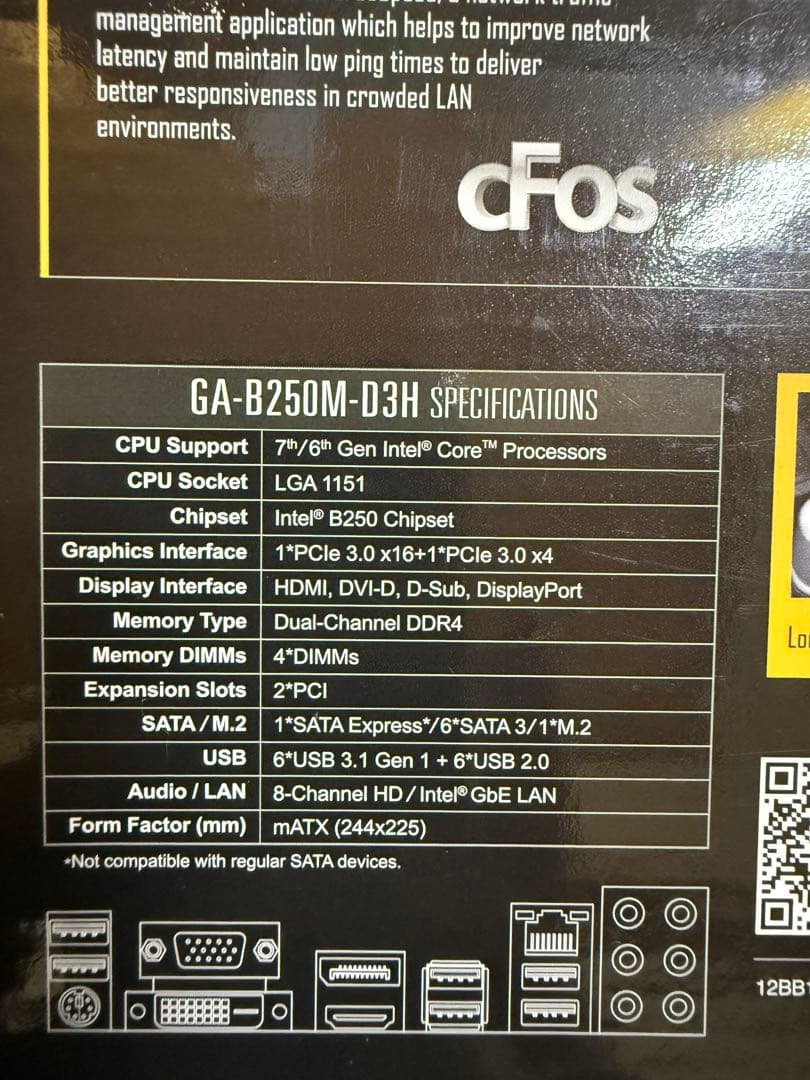 management application which helps to improve network
latency and maintain low ping times to deliver
better responsiveness in crowded LAN
environments.
cFos
GA-B250M-D3H SPECIFICATIONS
CPU Support 7th/6th Gen Intel® Core™ Processors
CPU Socket LGA 1151
Chipset Intel® B250 Chipset
Graphics Interface 1*PCIe 3.0 x16+1*PCIe 3.0 x4
Display Interface HDMI, DVI-D, D-Sub, DisplayPort
Memory Type Dual-Channel DDR4
Memory DIMMs 4*DIMMs
Expansion Slots 2*PCI
SATA / M.2 1*SATA Express*/6*SATA 3/1*M.2
USB 6*USB 3.1 Gen 1 + 6*USB 2.0
Audio / LAN 8-Channel HD / Intel® GbE LAN
Form Factor (mm) mATX (244x225)
*Not compatible with regular SATA devices.